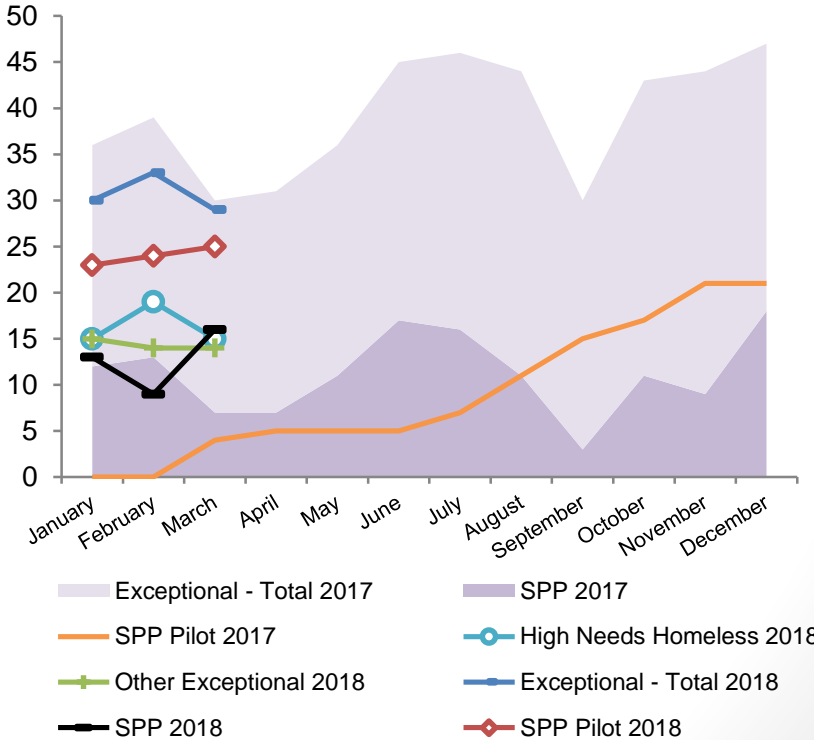 50
45
40
35
30
25
20
15
10
5
0
January
February
March
April
May
June
July
August
September
October
November
December
Exceptional - Total 2017
SPP 2017
SPP Pilot 2017
High Needs Homeless 2018
Other Exceptional 2018
Exceptional - Total 2018
SPP 2018
SPP Pilot 2018